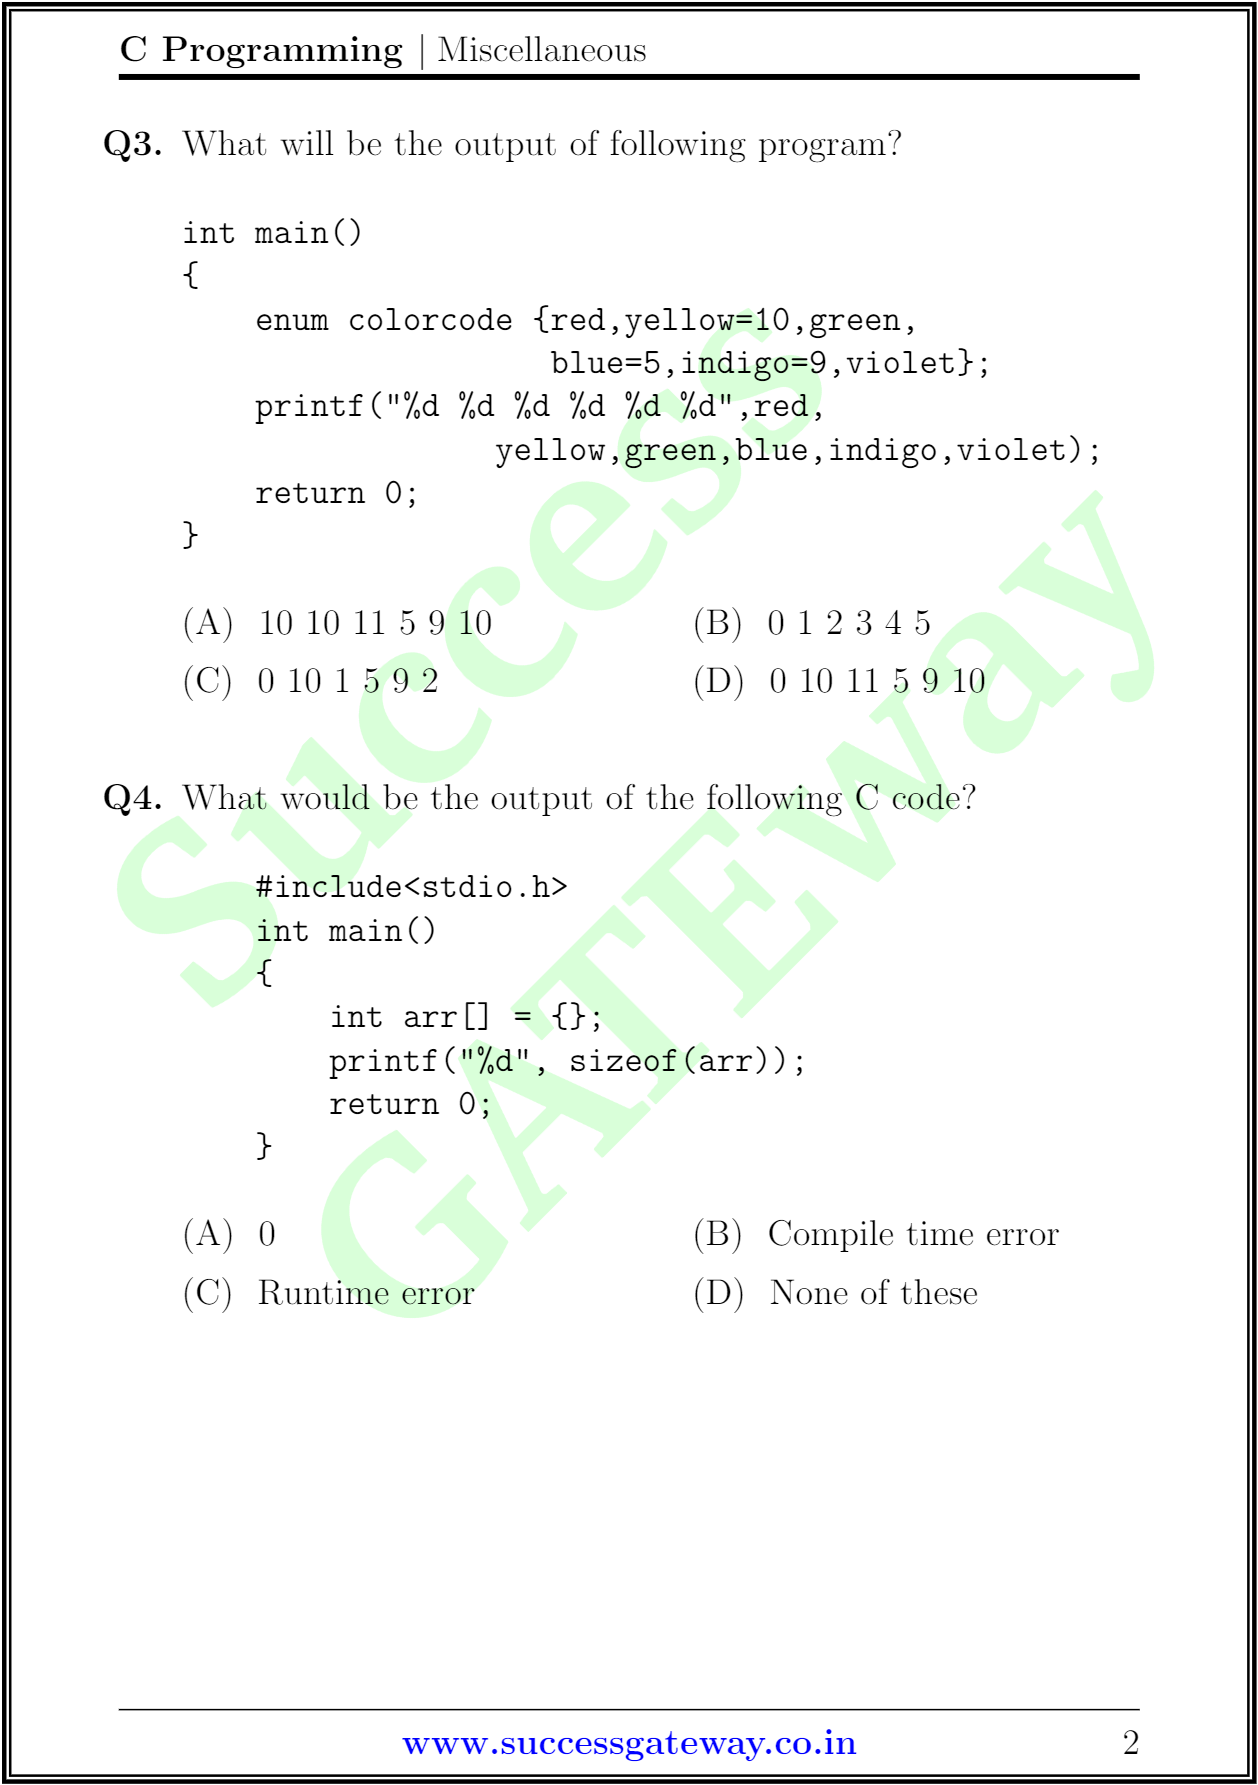 C Programming | Miscellaneous
Q3. What will be the output of following program?
int main()
{
    enum colorcode {red,yellow=10,green,
                    blue=5,indigo=9,violet};
    printf("%d %d %d %d %d %d",red,
                 yellow,green,blue,indigo,violet);
    return 0;
}
(A) 10 10 11 5 9 10 (B) 0 1 2 3 4 5
(C) 0 10 1 5 9 2 (D) 0 10 11 5 9 10
Q4. What would be the output of the following C code?
#include<stdio.h>
int main()
{
    int arr[] = {};
    printf("%d", sizeof(arr));
    return 0;
}
(A) 0 (B) Compile time error
(C) Runtime error (D) None of these
Success
GATEway
www.successgateway.co.in 2